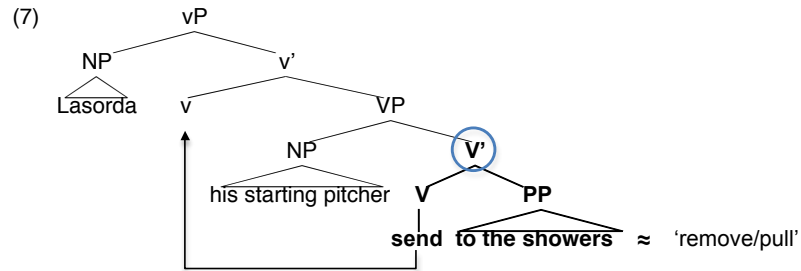 (7) vP
NP v’
Lasorda v VP
NP V’
his starting pitcher V PP
send to the showers ≈ ‘remove/pull’